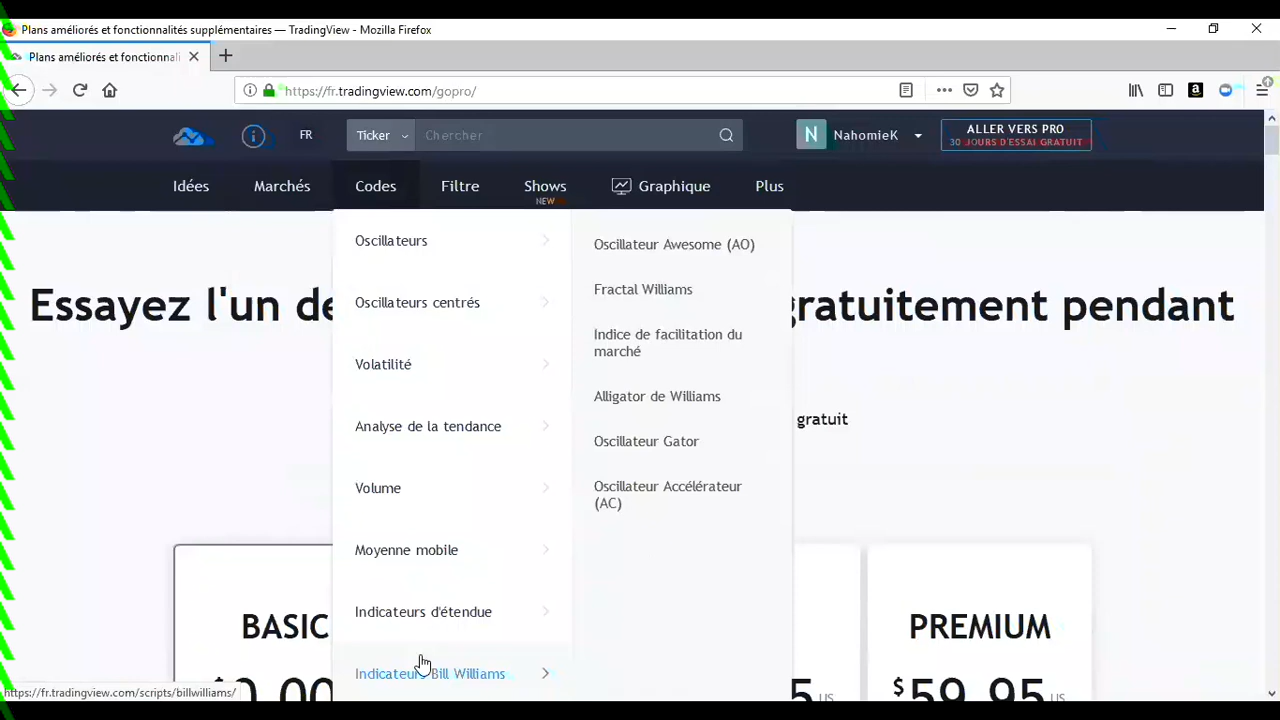 Plans améliorés et fonctionnalités supplémentaires — TradingView - Mozilla Firefox
Plans améliorés et fonctionnali
https://fr.tradingview.com/gopro/
FR
Ticker
Chercher
N
NahomieK
ALLER VERS PRO
30 JOURS D'ESSAI GRATUIT
Idées
Marchés
Codes
Filtre
Shows
NEW
Graphique
Plus
Oscillateurs
Oscillateurs centrés
Volatilité
Analyse de la tendance
Volume
Moyenne mobile
Indicateurs d'étendue
Indicateurs Bill Williams
Oscillateur Awesome (AO)
Fractal Williams
Indice de facilitation du
marché
Alligator de Williams
Oscillateur Gator
Oscillateur Accélérateur
(AC)
Essayez l'un de gratuitement pendant
gratuit
BASIC
PREMIUM
$59.95
US
https://fr.tradingview.com/scripts/billwilliams/